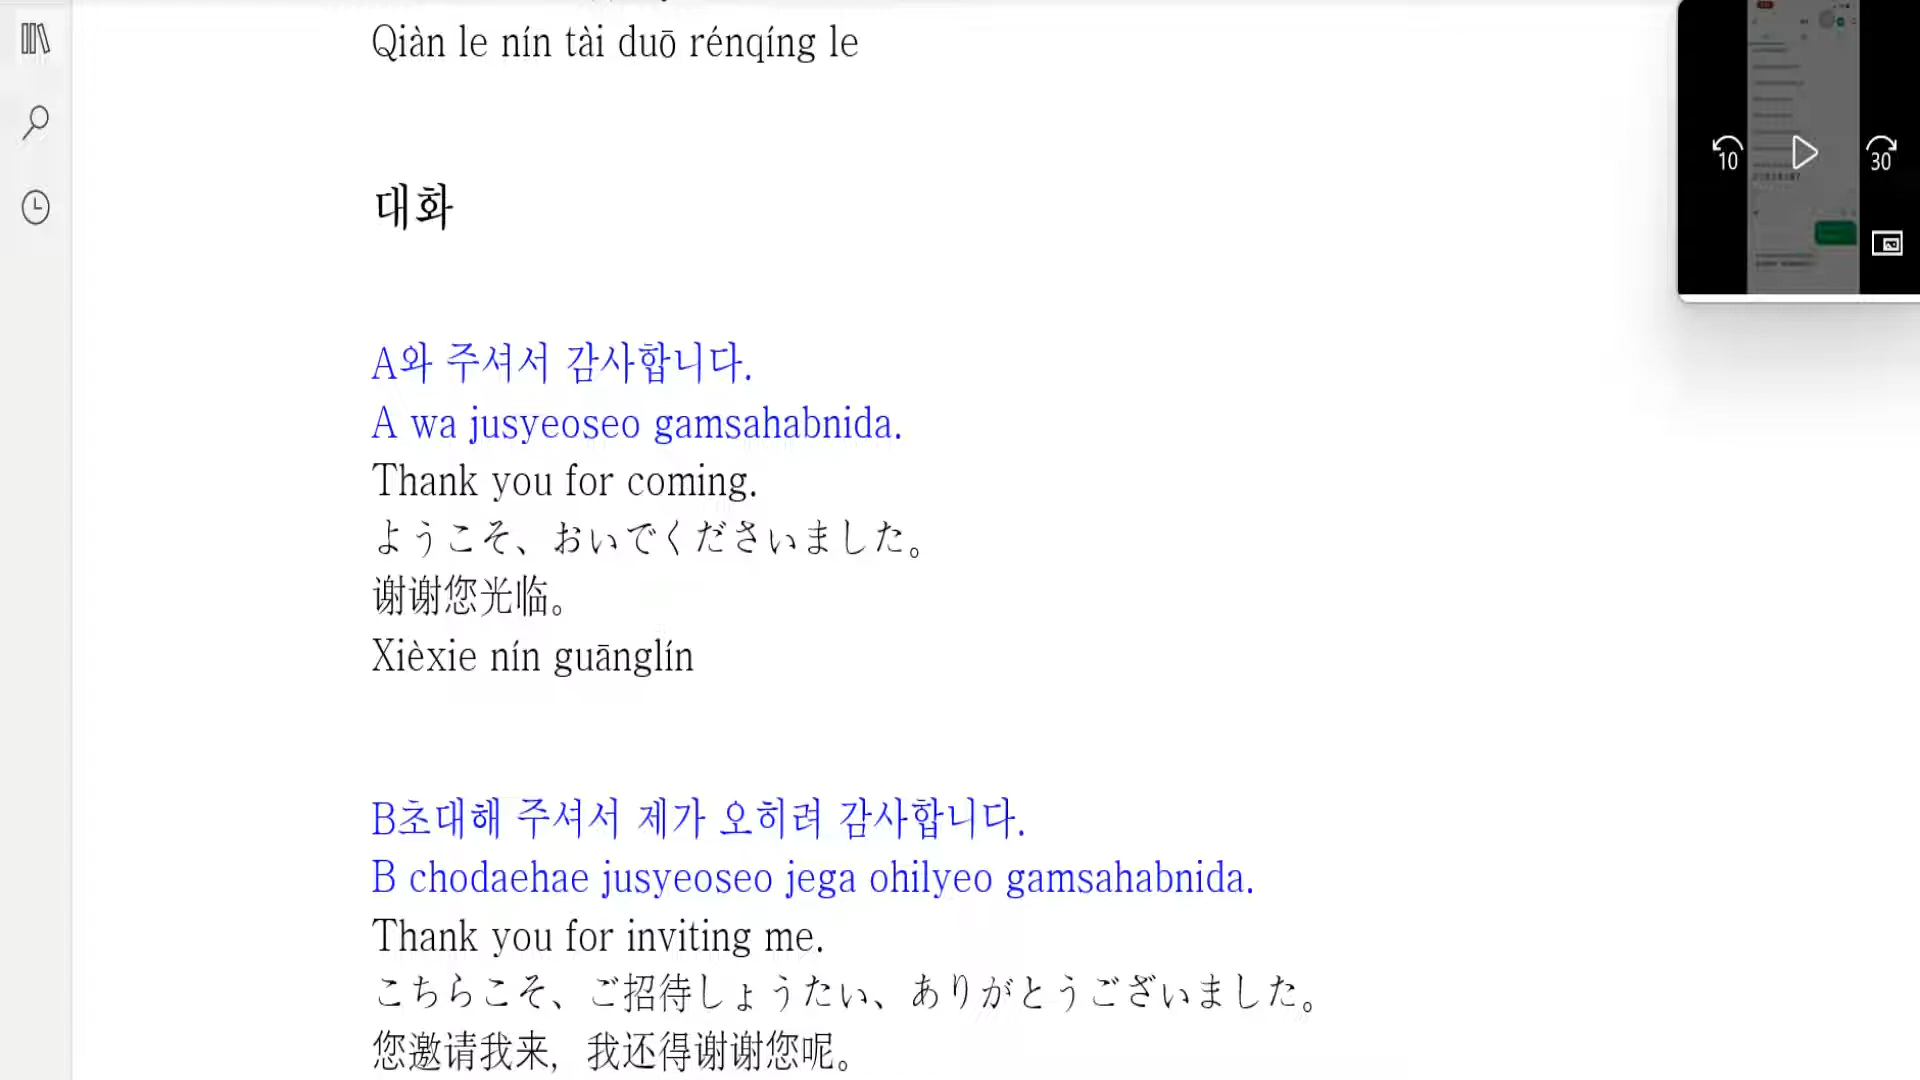 Qiàn le nín tài duō rénqíng le
대화
A와 주셔서 감사합니다.
A wa jusyeoseo gamsahabnida.
Thank you for coming.
ようこそ、おいでくださいました。
谢谢您光临。
Xièxie nín guānglín
B초대해 주셔서 제가 오히려 감사합니다.
B chodaehae jusyeoseo jega ohilyeo gamsahabnida.
Thank you for inviting me.
こちらこそ、ご招待しょうたい、ありがとうございました。
您邀请我来，我还得谢谢您呢。
10
30